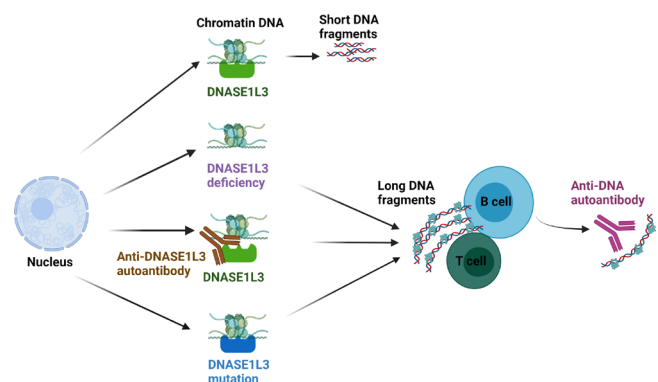 Chromatin DNA
Short DNA
fragments
DNASE1L3
DNASE1L3
deficiency
Long DNA
fragments
B cell
T cell
Anti-DNA
autoantibody
Nucleus
Anti-DNASE1L3
autoantibody
DNASE1L3
DNASE1L3
mutation